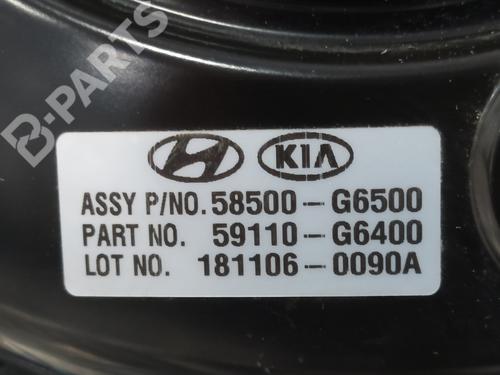 B-PARTS
KIA
ASSY P/NO. 58500-G6500
PART NO. 59110-G6400
LOT NO. 181106-0090A